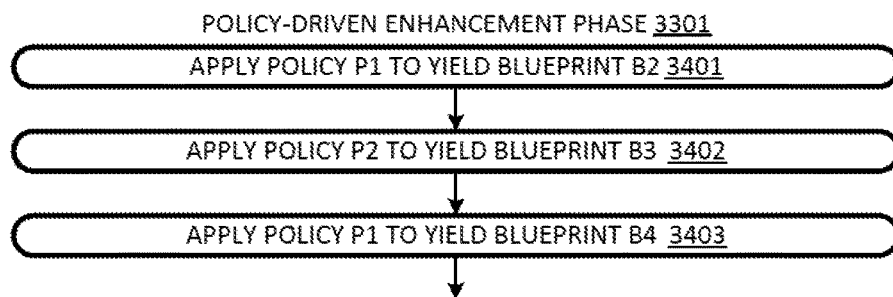 POLICY-DRIVEN ENHANCEMENT PHASE 3301
APPLY POLICY P1 TO YIELD BLUEPRINT B2 3401
APPLY POLICY P2 TO YIELD BLUEPRINT B3 3402
APPLY POLICY P1 TO YIELD BLUEPRINT B4 3403